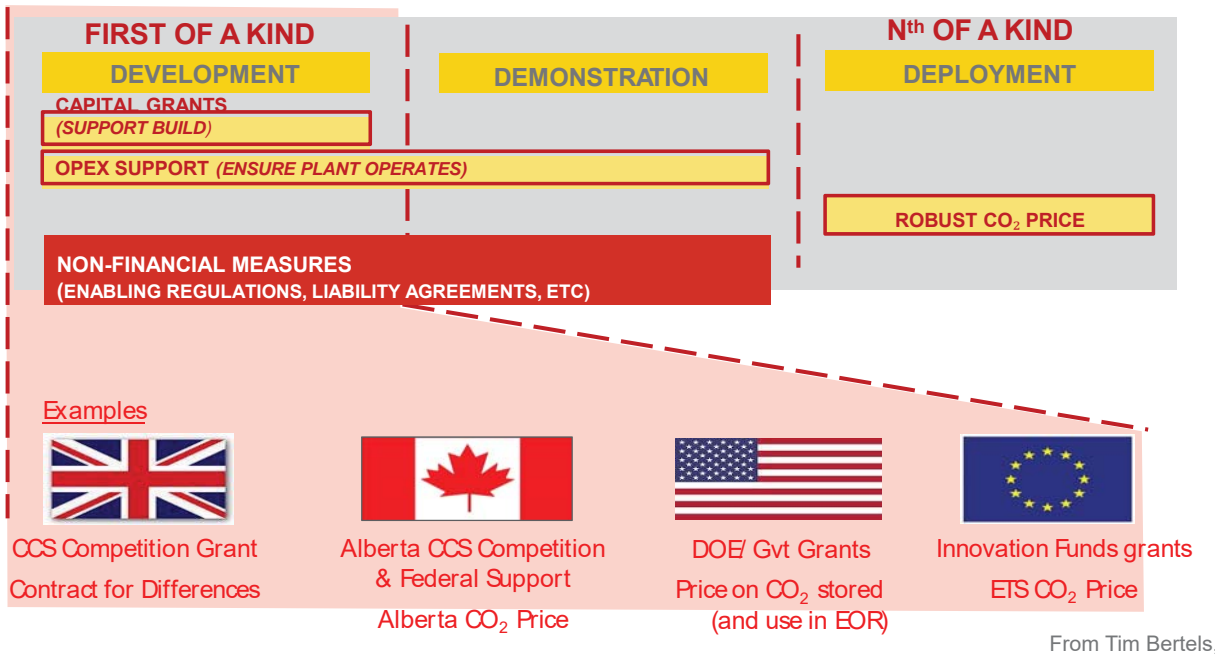 FIRST OF A KIND
Nth OF A KIND
DEVELOPMENT
DEMONSTRATION
DEPLOYMENT
CAPITAL GRANTS
(SUPPORT BUILD)
OPEX SUPPORT (ENSURE PLANT OPERATES)
ROBUST CO₂ PRICE
NON-FINANCIAL MEASURES
(ENABLING REGULATIONS, LIABILITY AGREEMENTS, ETC)
Examples
CCS Competition Grant
Contract for Differences
Alberta CCS Competition
& Federal Support
Alberta CO₂ Price
DOE/ Gvt Grants
Price on CO₂ stored
(and use in EOR)
Innovation Funds grants
ETS CO₂ Price
From Tim Bertels,